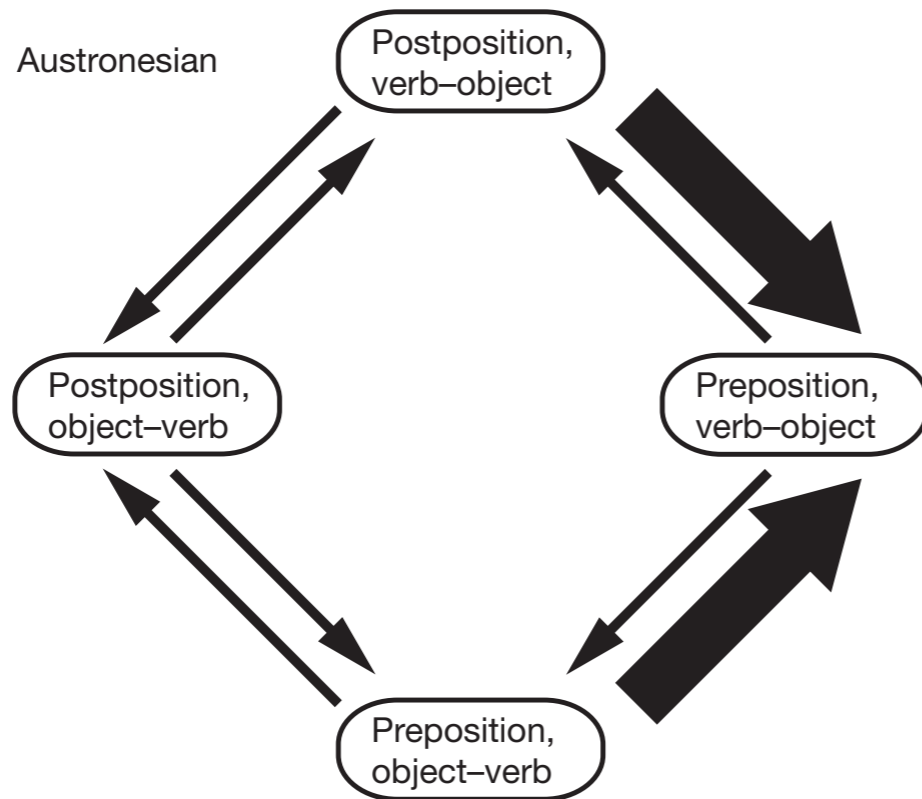 Austronesian
Postposition,
verb–object
Postposition,
object–verb
Preposition,
verb–object
Preposition,
object–verb